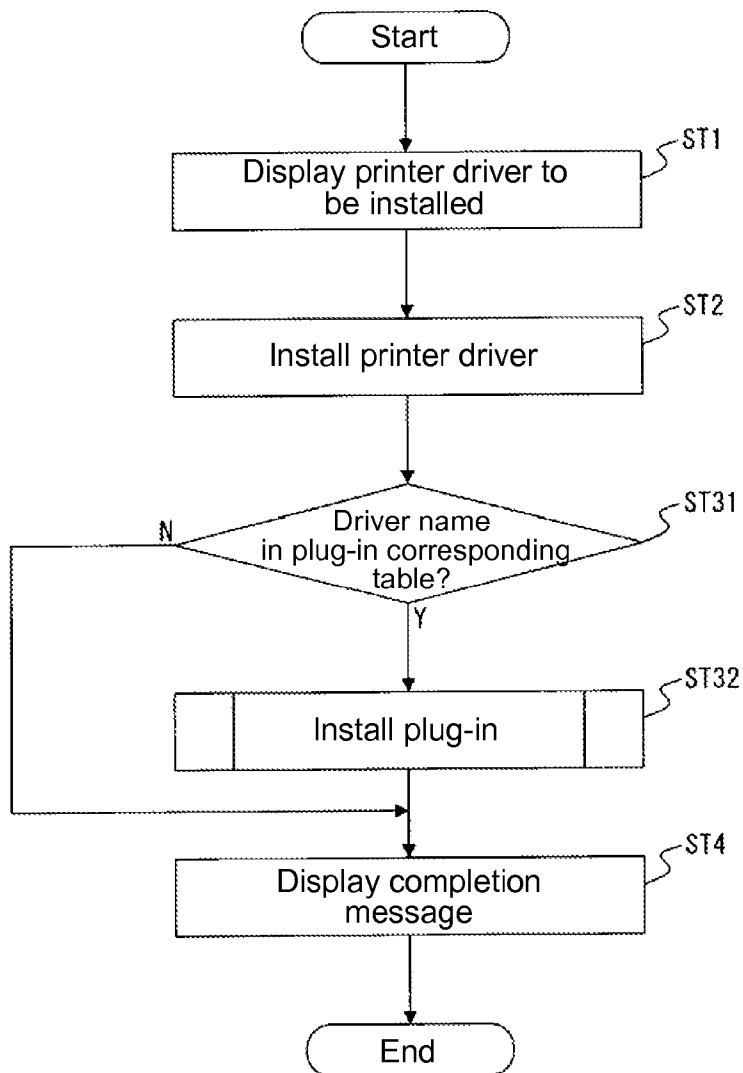 Start
ST1
Display printer driver to
be installed
ST2
Install printer driver
ST31
Driver name
in plug-in corresponding
table?
N
Y
ST32
Install plug-in
ST4
Display completion
message
End